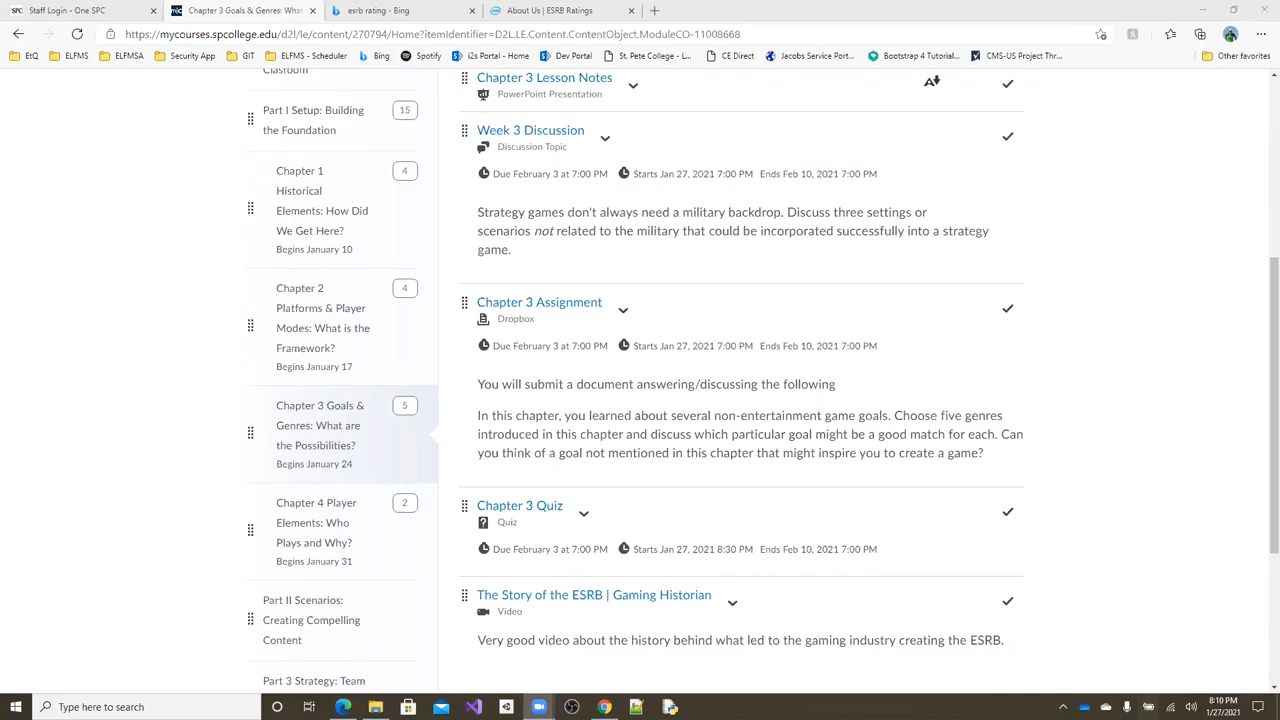 Staff Login - One SPC
Chapter 3 Goals & Genres: What
esrb rating - Bing
About Us | ESRB Ratings
https://mycourses.spcollege.edu/d2l/le/content/270794/Home?itemIdentifier=D2L.LE.Content.ContentObject.ModuleCO-11008668
EtQ
ELFMS
ELFMSA
Security App
GIT
ELFMS - Scheduler
Bing
Spotify
i2s Portal - Home
Dev Portal
St. Pete College - L...
CE Direct
Jacobs Service Port...
Bootstrap 4 Tutorial...
CMS-US Project Thr...
Other favorites
Clasroom
Part I Setup: Building
the Foundation
15
Chapter 1
Historical
Elements: How Did
We Get Here?
Begins January 10
4
Chapter 2
Platforms & Player
Modes: What is the
Framework?
Begins January 17
4
Chapter 3 Goals &
Genres: What are
the Possibilities?
Begins January 24
5
Chapter 4 Player
Elements: Who
Plays and Why?
Begins January 31
2
Part II Scenarios:
Creating Compelling
Content
Part 3 Strategy: Team
Chapter 3 Lesson Notes
PowerPoint Presentation
Week 3 Discussion
Discussion Topic
Due February 3 at 7:00 PM Starts Jan 27, 2021 7:00 PM Ends Feb 10, 2021 7:00 PM
Strategy games don't always need a military backdrop. Discuss three settings or
scenarios not related to the military that could be incorporated successfully into a strategy
game.
Chapter 3 Assignment
Dropbox
Due February 3 at 7:00 PM Starts Jan 27, 2021 7:00 PM Ends Feb 10, 2021 7:00 PM
You will submit a document answering/discussing the following
In this chapter, you learned about several non-entertainment game goals. Choose five genres
introduced in this chapter and discuss which particular goal might be a good match for each. Can
you think of a goal not mentioned in this chapter that might inspire you to create a game?
Chapter 3 Quiz
Quiz
Due February 3 at 7:00 PM Starts Jan 27, 2021 8:30 PM Ends Feb 10, 2021 7:00 PM
The Story of the ESRB | Gaming Historian
Video
Very good video about the history behind what led to the gaming industry creating the ESRB.
Type here to search
8:10 PM
1/27/2021